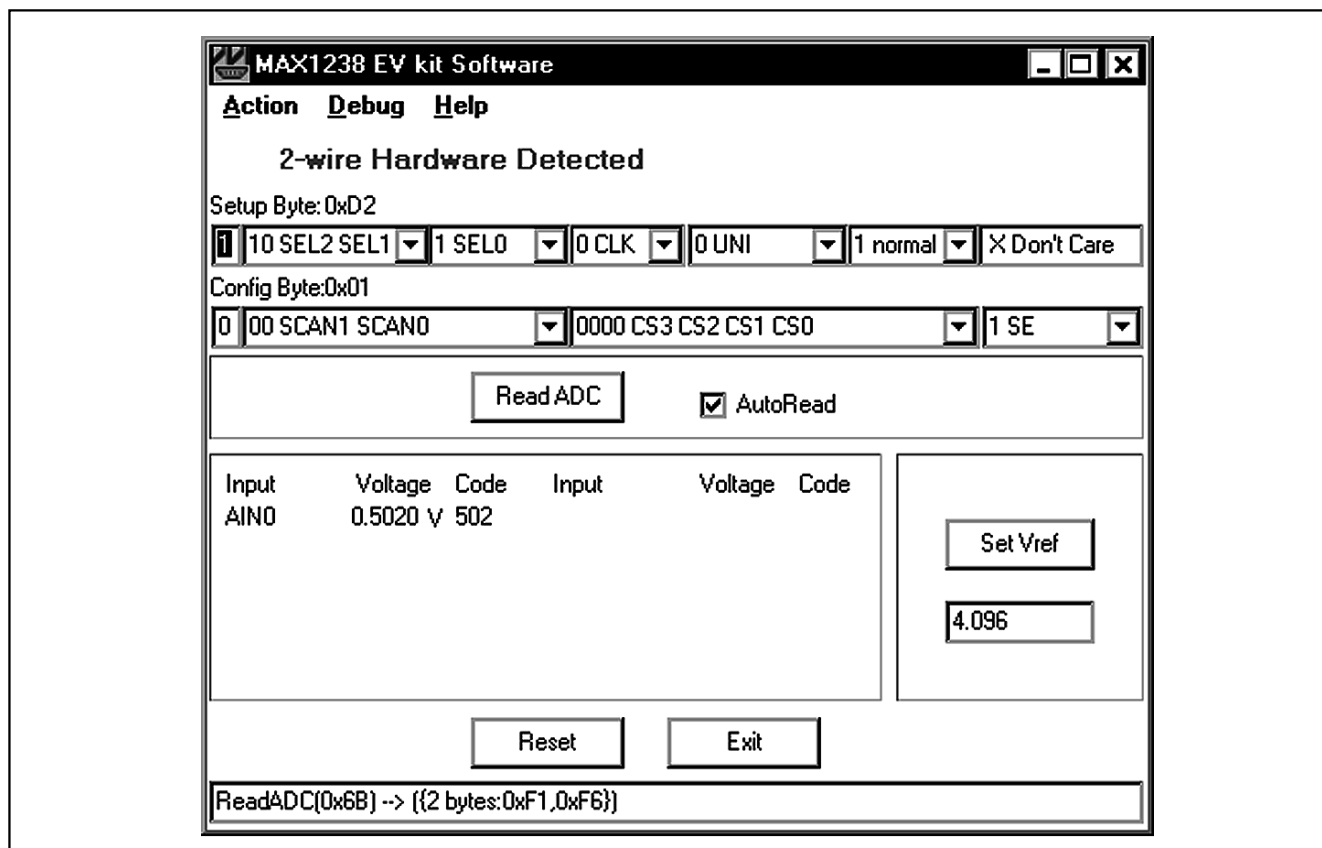 MAX1238 EV kit Software
Action Debug Help
2-wire Hardware Detected
Setup Byte: 0xD2
1 10 SEL2 SEL1 1 SEL0 0 CLK 0 UNI 1 normal X Don't Care
Config Byte:0x01
0 00 SCAN1 SCAN0 0000 CS3 CS2 CS1 CS0 1 SE
Read ADC AutoRead
Input Voltage Code Input Voltage Code
AIN0 0.5020 V 502
Set Vref
4.096
Reset Exit
ReadADC(0x6B) --> ({2 bytes:0xF1,0xF6})